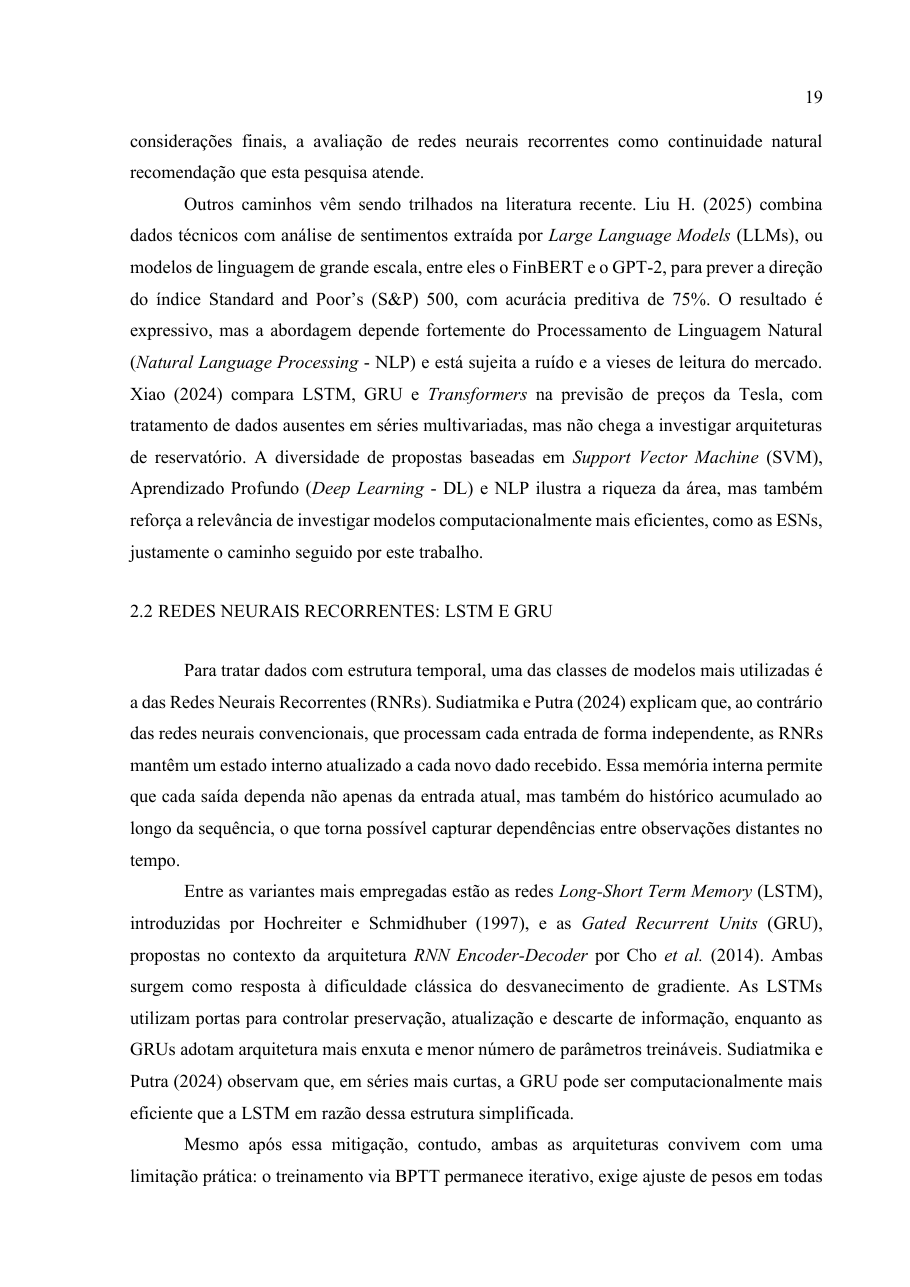 19
considerações finais, a avaliação de redes neurais recorrentes como continuidade natural
recomendação que esta pesquisa atende.
Outros caminhos vêm sendo trilhados na literatura recente. Liu H. (2025) combina
dados técnicos com análise de sentimentos extraída por Large Language Models (LLMs), ou
modelos de linguagem de grande escala, entre eles o FinBERT e o GPT-2, para prever a direção
do índice Standard and Poor’s (S&P) 500, com acurácia preditiva de 75%. O resultado é
expressivo, mas a abordagem depende fortemente do Processamento de Linguagem Natural
(Natural Language Processing - NLP) e está sujeita a ruído e a vieses de leitura do mercado.
Xiao (2024) compara LSTM, GRU e Transformers na previsão de preços da Tesla, com
tratamento de dados ausentes em séries multivariadas, mas não chega a investigar arquiteturas
de reservatório. A diversidade de propostas baseadas em Support Vector Machine (SVM),
Aprendizado Profundo (Deep Learning - DL) e NLP ilustra a riqueza da área, mas também
reforça a relevância de investigar modelos computacionalmente mais eficientes, como as ESNs,
justamente o caminho seguido por este trabalho.
2.2 REDES NEURAIS RECORRENTES: LSTM E GRU
Para tratar dados com estrutura temporal, uma das classes de modelos mais utilizadas é
a das Redes Neurais Recorrentes (RNRs). Sudiatmika e Putra (2024) explicam que, ao contrário
das redes neurais convencionais, que processam cada entrada de forma independente, as RNRs
mantêm um estado interno atualizado a cada novo dado recebido. Essa memória interna permite
que cada saída dependa não apenas da entrada atual, mas também do histórico acumulado ao
longo da sequência, o que torna possível capturar dependências entre observações distantes no
tempo.
Entre as variantes mais empregadas estão as redes Long-Short Term Memory (LSTM),
introduzidas por Hochreiter e Schmidhuber (1997), e as Gated Recurrent Units (GRU),
propostas no contexto da arquitetura RNN Encoder-Decoder por Cho et al. (2014). Ambas
surgem como resposta à dificuldade clássica do desvanecimento de gradiente. As LSTMs
utilizam portas para controlar preservação, atualização e descarte de informação, enquanto as
GRUs adotam arquitetura mais enxuta e menor número de parâmetros treináveis. Sudiatmika e
Putra (2024) observam que, em séries mais curtas, a GRU pode ser computacionalmente mais
eficiente que a LSTM em razão dessa estrutura simplificada.
Mesmo após essa mitigação, contudo, ambas as arquiteturas convivem com uma
limitação prática: o treinamento via BPTT permanece iterativo, exige ajuste de pesos em todas